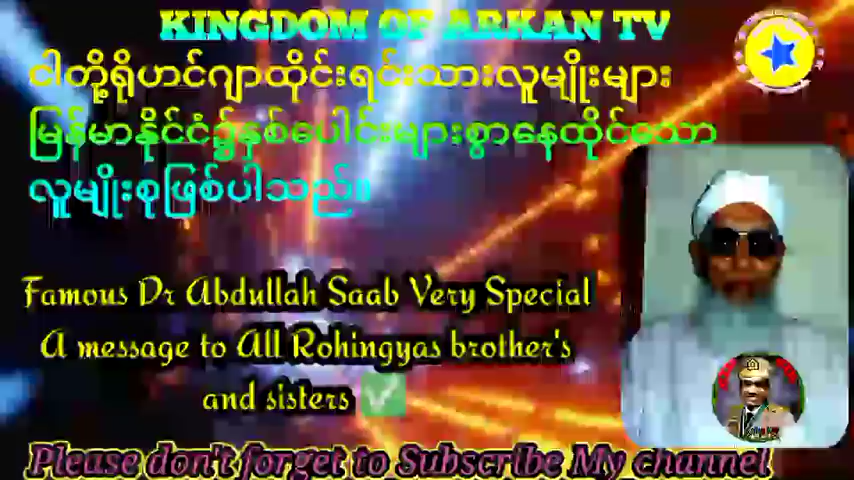 KINGDOM OF ARKAN TV
ငါတို့ရိုဟင်ဂျာထိုင်းရင်းသားလူမျိုးများ
မြန်မာနိုင်ငံ၌နှစ်ပေါင်းများစွာနေထိုင်သော
လူမျိုးစုဖြစ်ပါသည်။
Famous Dr Abdullah Saab Very Special
A message to All Rohingyas brother's
and sisters ✅
Please don't forget to Subscribe My channel